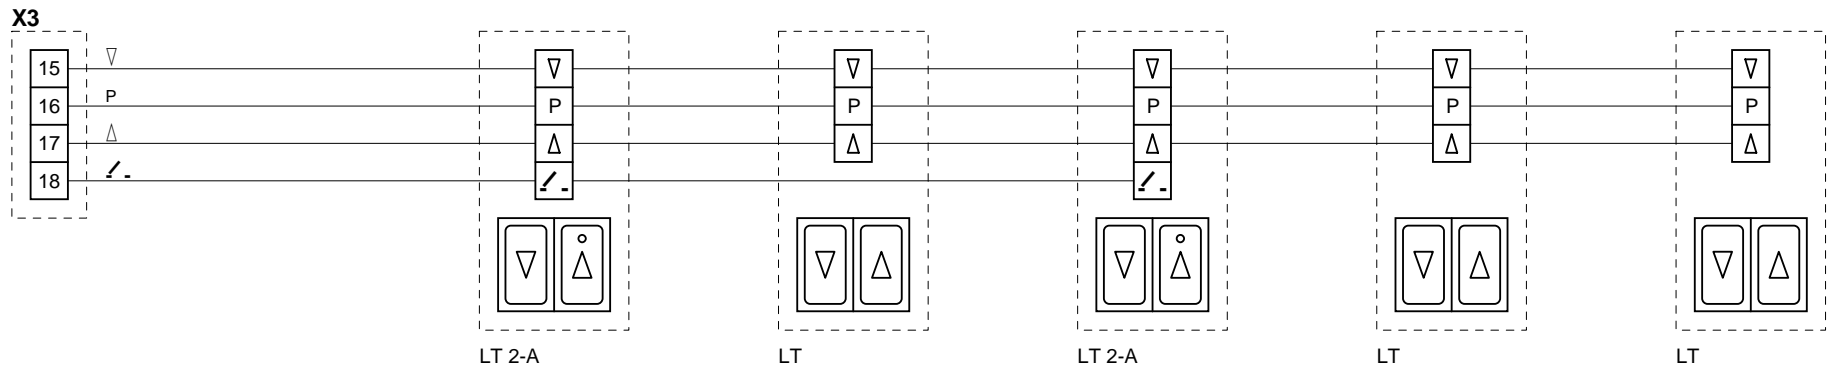 X3
15 P P P P P
16 P
17
18
LT 2-A LT LT 2-A LT LT